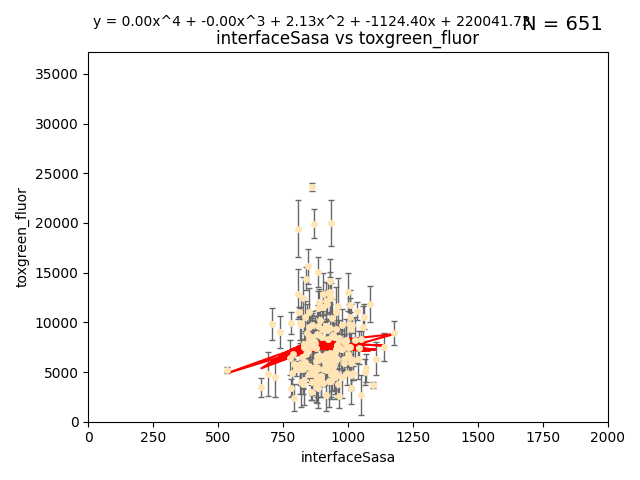 y = 0.00x^4 + -0.00x^3 + 2.13x^2 + -1124.40x + 220041.73
N = 651
interfaceSasa vs toxgreen_fluor
35000
30000
25000
20000
15000
10000
5000
0
toxgreen_fluor
0 250 500 750 1000 1250 1500 1750 2000
interfaceSasa